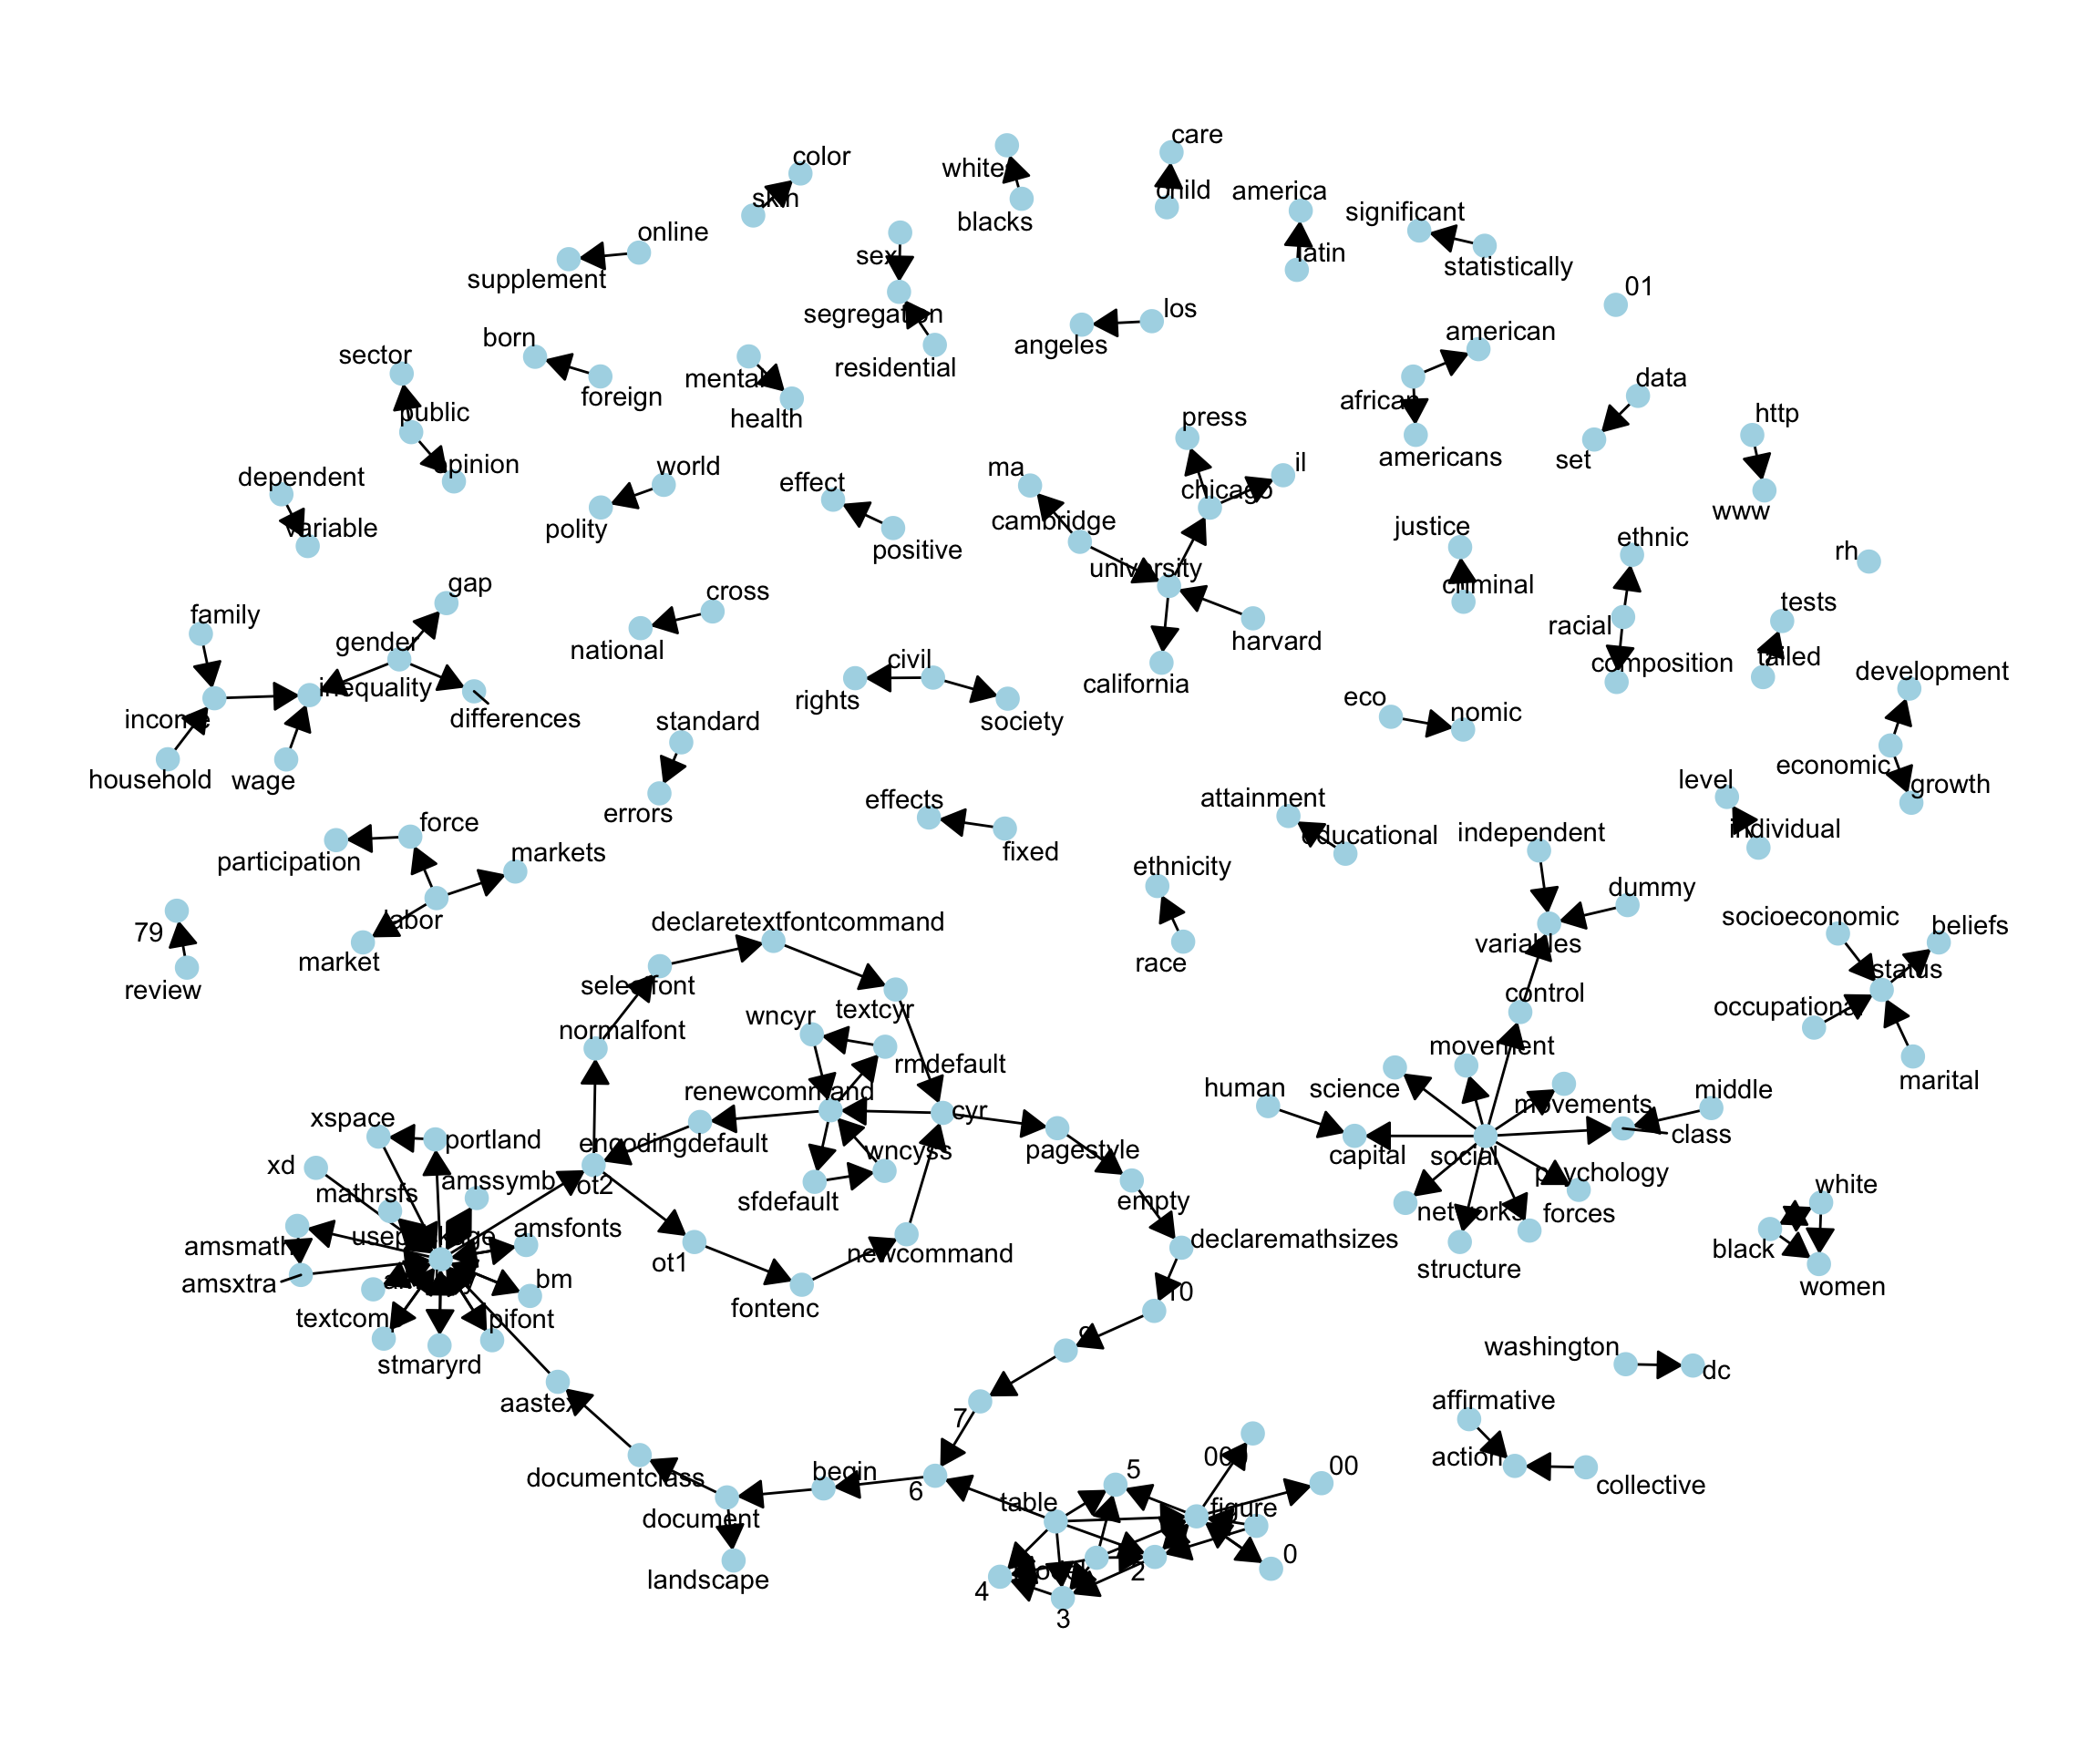 care
color
white
child
america
skin
significant
blacks
online
sex
latin
statistically
supplement
01
los
segregation
american
born
angeles
sector
residential
mental
data
foreign
african
public
http
health
press
americans
opinion
world
ma
il
set
dependent
effect
chicago
www
cambridge
variable
polity
justice
ethnic
positive
rh
university
gap
criminal
cross
tests
family
racial
gender
harvard
national
civil
composition
tailed
development
california
inequality
rights
eco
nomic
income
differences
standard
society
economic
household
wage
level
growth
effects
attainment
errors
force
individual
educational
independent
participation
markets
fixed
ethnicity
dummy
labor
declaretextfontcommand
socioeconomic
beliefs
79
variables
market
race
status
review
selectfont
control
textcyr
occupational
wncyr
normalfont
movement
rmdefault
marital
human
science
middle
renewcommand
movements
cyr
xspace
portland
class
encodingdefault
wncyss
pagestyle
capital
social
psychology
xd
amssymb
ot2
white
mathrsfs
sfdefault
empty
networks
forces
amsfonts
usepackage
declaremathsizes
amsmath
black
newcommand
ot1
structure
amsxtra
bm
women
10
fontenc
textcomp
pifont
washington
stmaryrd
dc
aastex
affirmative
7
action
000
00
5
begin
documentclass
collective
6
table
figure
document
0
2
landscape
4
model
3